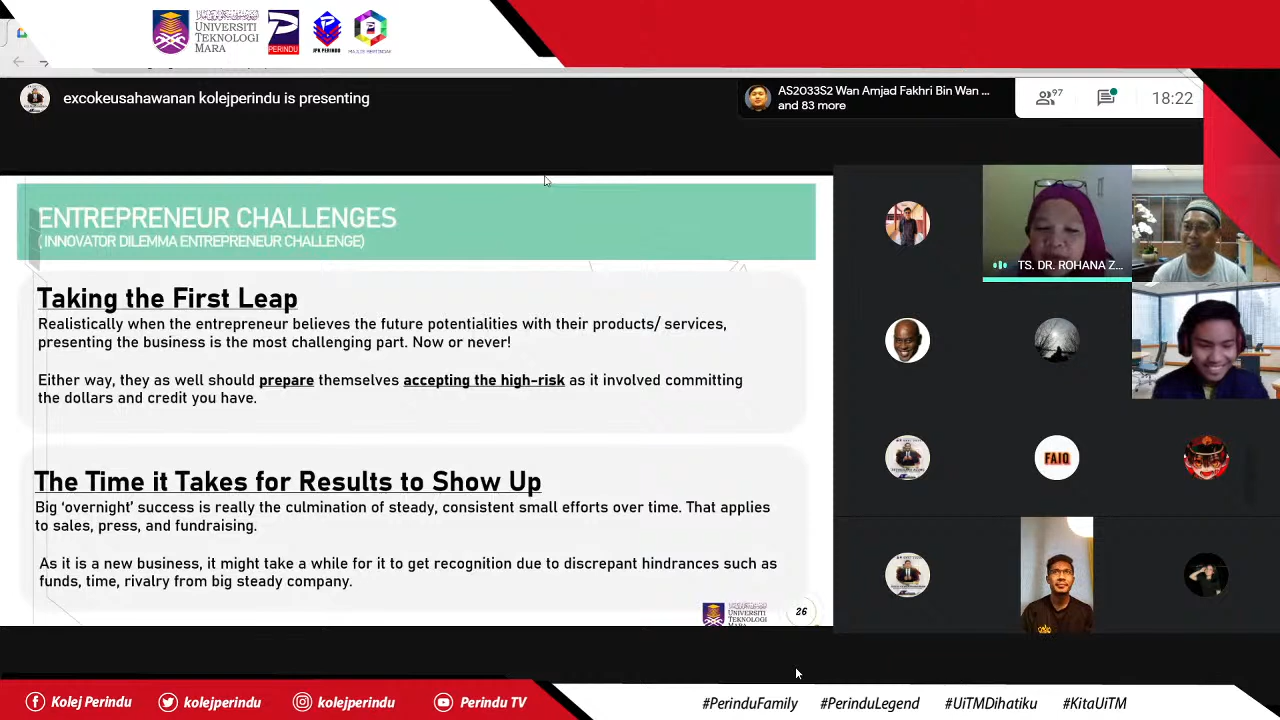 UNIVERSITI
TEKNOLOGI
MARA
PERINDU
JPK PERINDU
excokeusahawanan kolejperindu is presenting
AS2033S2 Wan Amjad Fakhri Bin Wan ...
and 83 more
97
18:22
ENTREPRENEUR CHALLENGES
( INNOVATOR DILEMMA ENTREPRENEUR CHALLENGE)
Taking the First Leap
Realistically when the entrepreneur believes the future potentialities with their products/ services,
presenting the business is the most challenging part. Now or never!
Either way, they as well should prepare themselves accepting the high-risk as it involved committing
the dollars and credit you have.
The Time it Takes for Results to Show Up
Big ‘overnight’ success is really the culmination of steady, consistent small efforts over time. That applies
to sales, press, and fundraising.
As it is a new business, it might take a while for it to get recognition due to discrepant hindrances such as
funds, time, rivalry from big steady company.
UNIVERSITI
TEKNOLOGI
MARA
26
TS. DR. ROHANA Z...
FAIQ
Kolej Perindu
kolejperindu
kolejperindu
Perindu TV
#PerinduFamily
#PerinduLegend
#UiTMDihatiku
#KitaUiTM